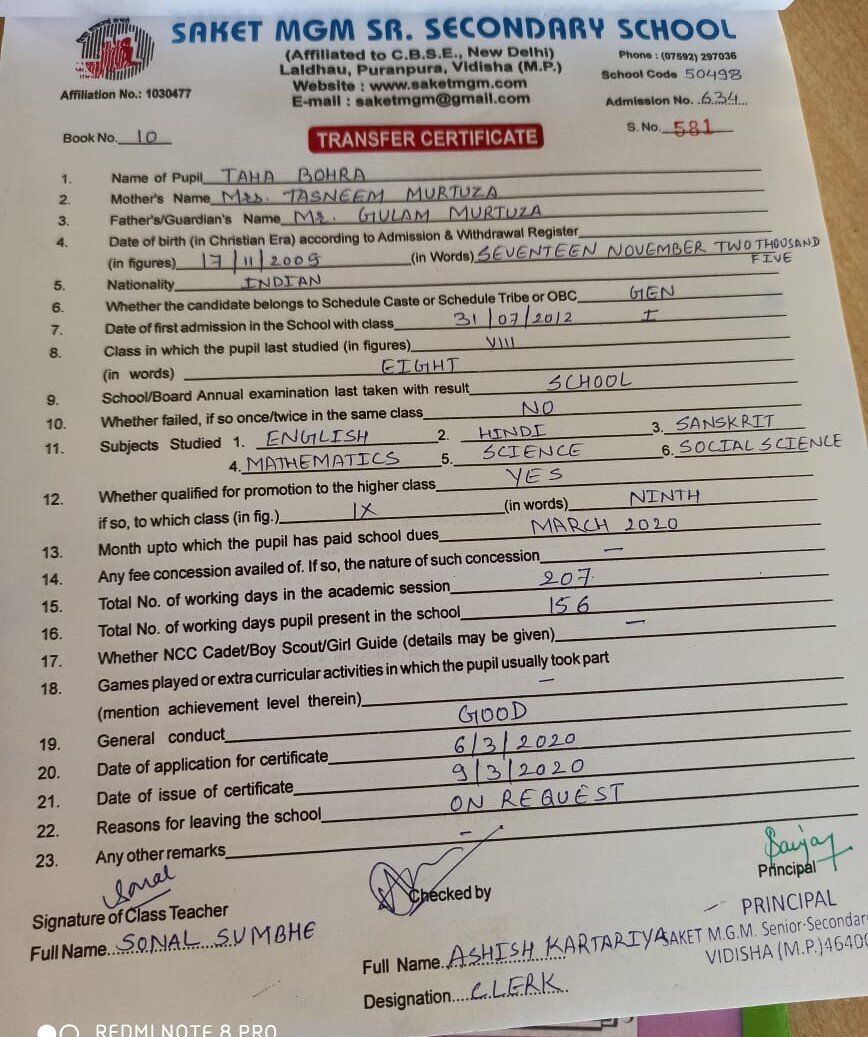 SAKET MGM SR. SECONDARY SCHOOL
(Affiliated to C.B.S.E., New Delhi)
Laldhau, Puranpura, Vidisha (M.P.)
Website : www.saketmgm.com
E-mail : saketmgm@gmail.com
Phone : (07592) 297036
School Code 50498
Affiliation No.: 1030477
Admission No. 634
Book No. 10
TRANSFER CERTIFICATE
S. No. 581
1. Name of Pupil TAHA BOHRA
2. Mother's Name Mrs. TASNEEM MURTUZA
3. Father's/Guardian's Name Mr. GULAM MURTUZA
4. Date of birth (in Christian Era) according to Admission & Withdrawal Register
(in figures) 17/11/2005 (in Words) SEVENTEEN NOVEMBER TWO THOUSAND
FIVE
5. Nationality INDIAN
6. Whether the candidate belongs to Schedule Caste or Schedule Tribe or OBC GEN
7. Date of first admission in the School with class 31/07/2012 I
8. Class in which the pupil last studied (in figures) VIII
(in words) EIGHT
9. School/Board Annual examination last taken with result SCHOOL
10. Whether failed, if so once/twice in the same class NO
11. Subjects Studied 1. ENGLISH 2. HINDI 3. SANSKRIT
4. MATHEMATICS 5. SCIENCE 6. SOCIAL SCIENCE
12. Whether qualified for promotion to the higher class YES
if so, to which class (in fig.) IX (in words) NINTH
13. Month upto which the pupil has paid school dues MARCH 2020
14. Any fee concession availed of. If so, the nature of such concession —
15. Total No. of working days in the academic session 207
16. Total No. of working days pupil present in the school 156
17. Whether NCC Cadet/Boy Scout/Girl Guide (details may be given) —
18. Games played or extra curricular activities in which the pupil usually took part
(mention achievement level therein) —
19. General conduct GOOD
20. Date of application for certificate 6/3/2020
21. Date of issue of certificate 9/3/2020
22. Reasons for leaving the school ON REQUEST
23. Any other remarks —
Sonal
Signature of Class Teacher
Full Name SONAL SUMBHE
Checked by
Full Name ASHISH KARTARIYA
Designation CLERK
Sanjay
Principal
PRINCIPAL
SAKET M.G.M. Senior Secondary
VIDISHA (M.P.) 46400
REDMI NOTE 8 PRO